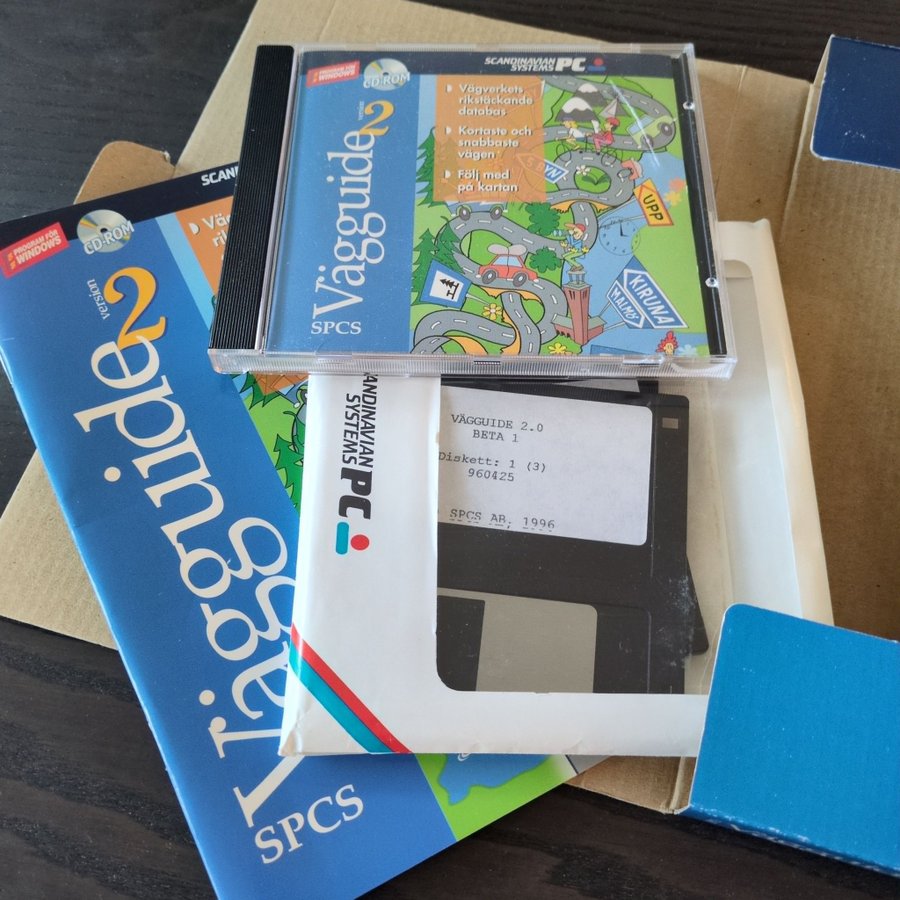 SCANDINAVIAN
SYSTEMS PC
PROGRAM FÖR
WINDOWS
CD-ROM
Vägguide
version 2
SPCS
Vägverkets
rikstäckande
databas
Kortaste och
snabbaste
vägen
Följ med
på kartan
UPP
KIRUNA
MALMÖ
SCAN
PROGRAM FÖR
WINDOWS
CD-ROM
Vägguide
version 2
SPCS
SCANDINAVIAN
SYSTEMS PC
VÄGGUIDE 2.0
BETA 1
Diskett: 1 (3)
960425
SPCS AB, 1996